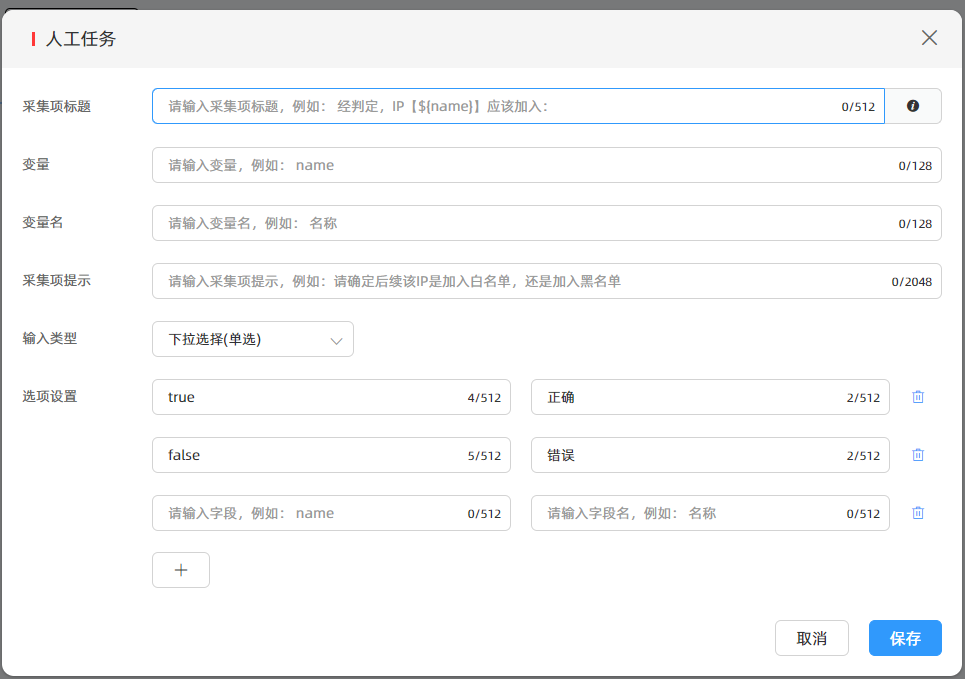 人工任务
采集项标题 请输入采集项标题，例如： 经判定，IP【${name}】应该加入： 0/512
变量 请输入变量，例如： name 0/128
变量名 请输入变量名，例如： 名称 0/128
采集项提示 请输入采集项提示，例如：请确定后续该IP是加入白名单，还是加入黑名单 0/2048
输入类型 下拉选择(单选)
选项设置 true 4/512 正确 2/512
false 5/512 错误 2/512
请输入字段，例如： name 0/512 请输入字段名，例如： 名称 0/512
取消 保存